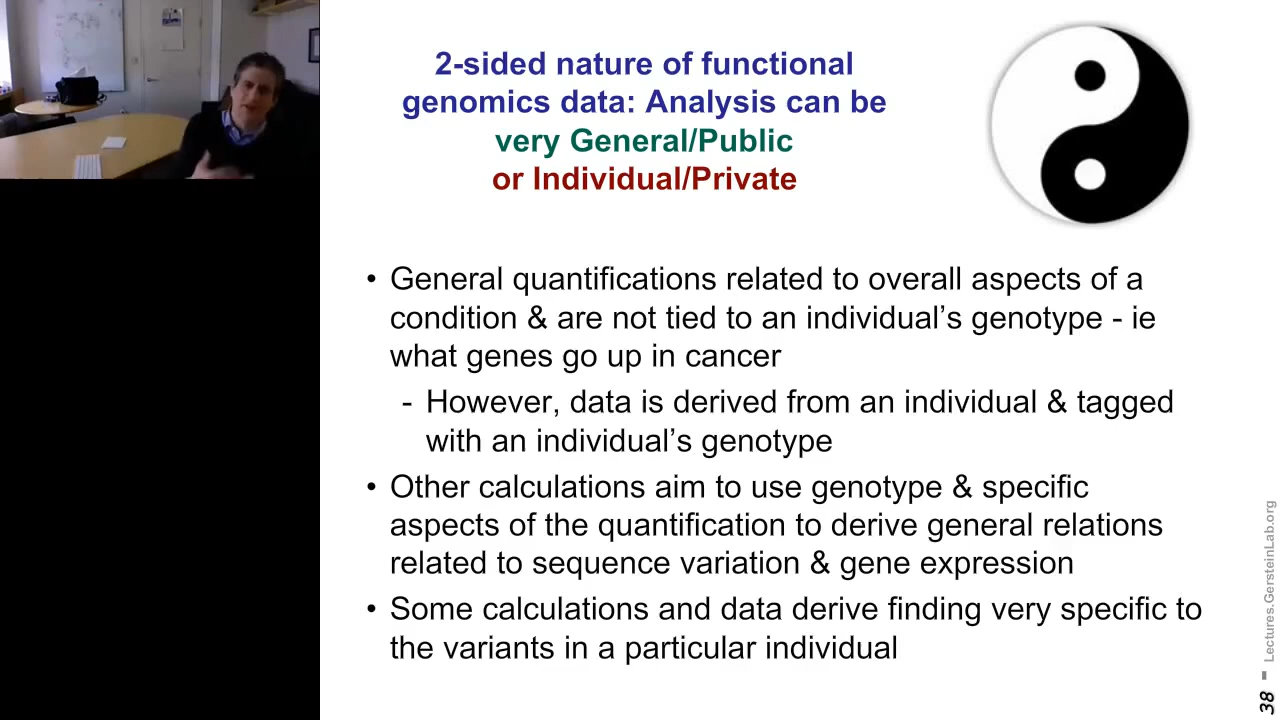 2-sided nature of functional
genomics data: Analysis can be
very General/Public
or Individual/Private
• General quantifications related to overall aspects of a
condition & are not tied to an individual’s genotype - ie
what genes go up in cancer
- However, data is derived from an individual & tagged
with an individual’s genotype
• Other calculations aim to use genotype & specific
aspects of the quantification to derive general relations
related to sequence variation & gene expression
• Some calculations and data derive finding very specific to
the variants in a particular individual
38 - Lectures.GersteinLab.org